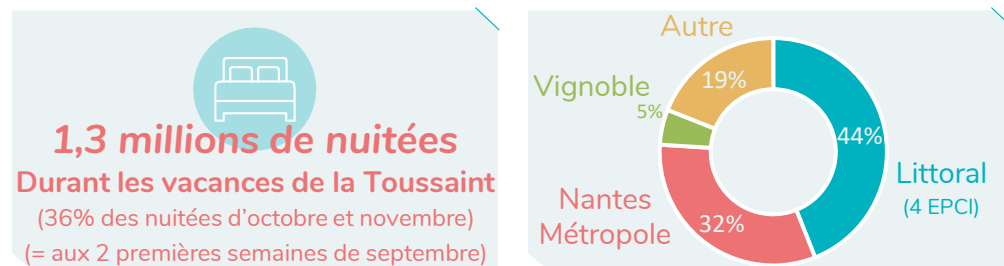 1,3 millions de nuitées
Durant les vacances de la Toussaint
(36% des nuitées d'octobre et novembre)
(= aux 2 premières semaines de septembre)
Autre
19%
Vignoble
5%
44%
Littoral
(4 EPCI)
Nantes
Métropole
32%